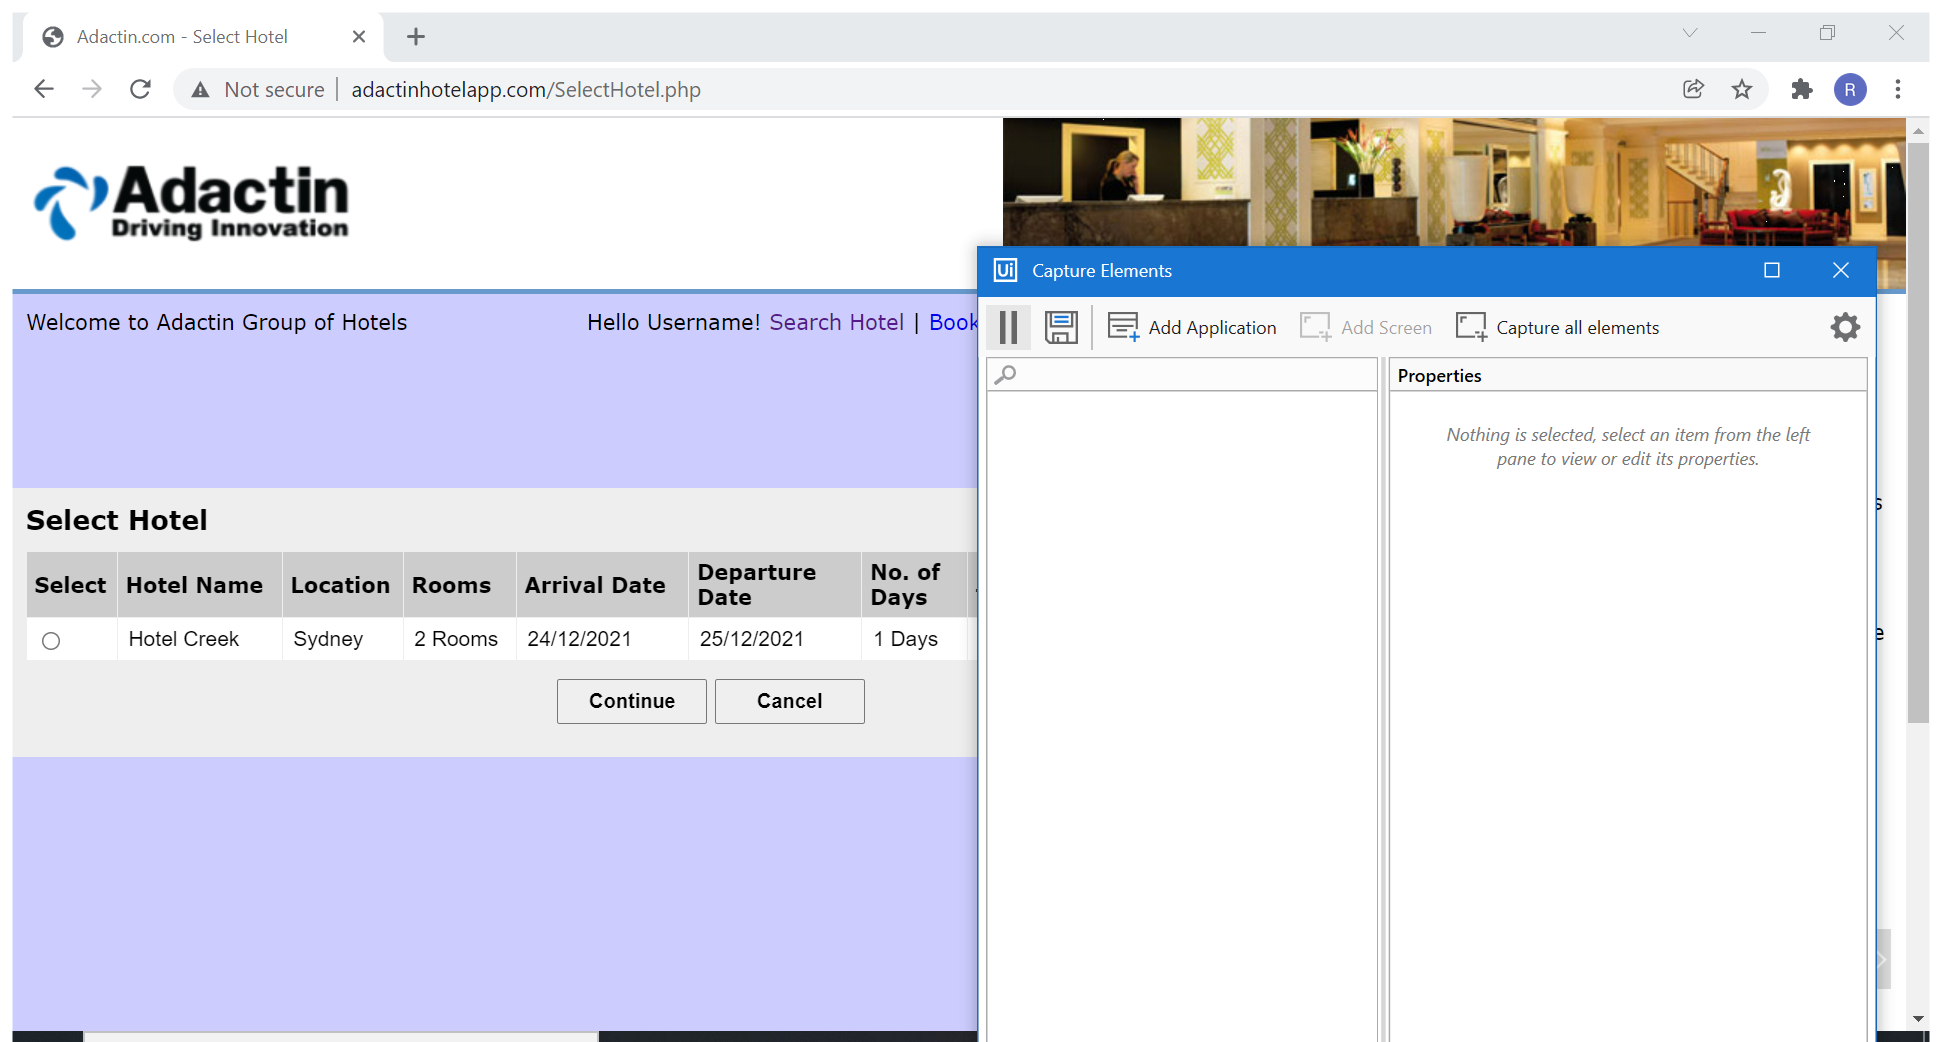 Adactin.com - Select Hotel
Not secure | adactinhotelapp.com/SelectHotel.php
R
Adactin
Driving Innovation
Ui Capture Elements
Welcome to Adactin Group of Hotels
Hello Username! Search Hotel | Book
Add Application
Add Screen
Capture all elements
Properties
Nothing is selected, select an item from the left
pane to view or edit its properties.
Select Hotel
Select
Hotel Name
Location
Rooms
Arrival Date
Departure
Date
No. of
Days
Hotel Creek
Sydney
2 Rooms
24/12/2021
25/12/2021
1 Days
Continue
Cancel